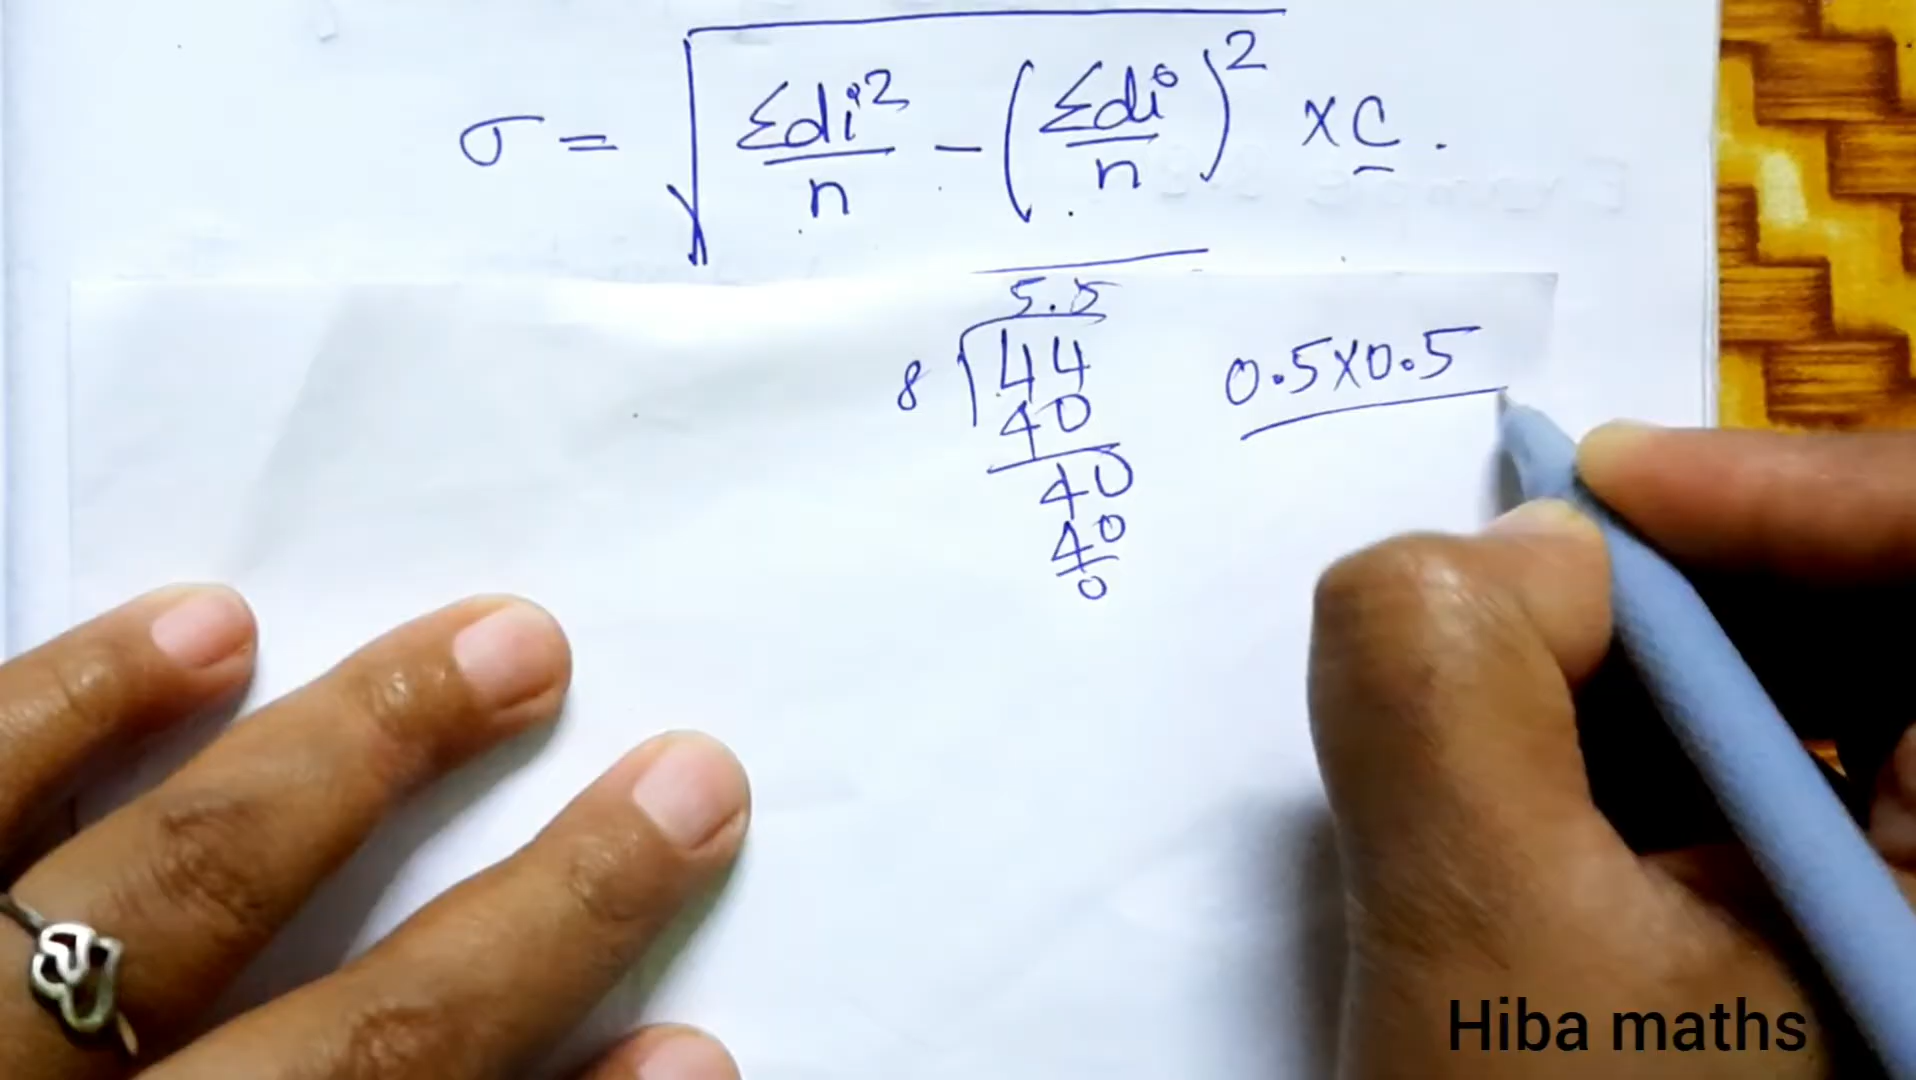 σ = √ Σdi² / n − ( Σdi / n )² × C .
5.5
8 44 0.5×0.5
40
40
40
0
Hiba maths